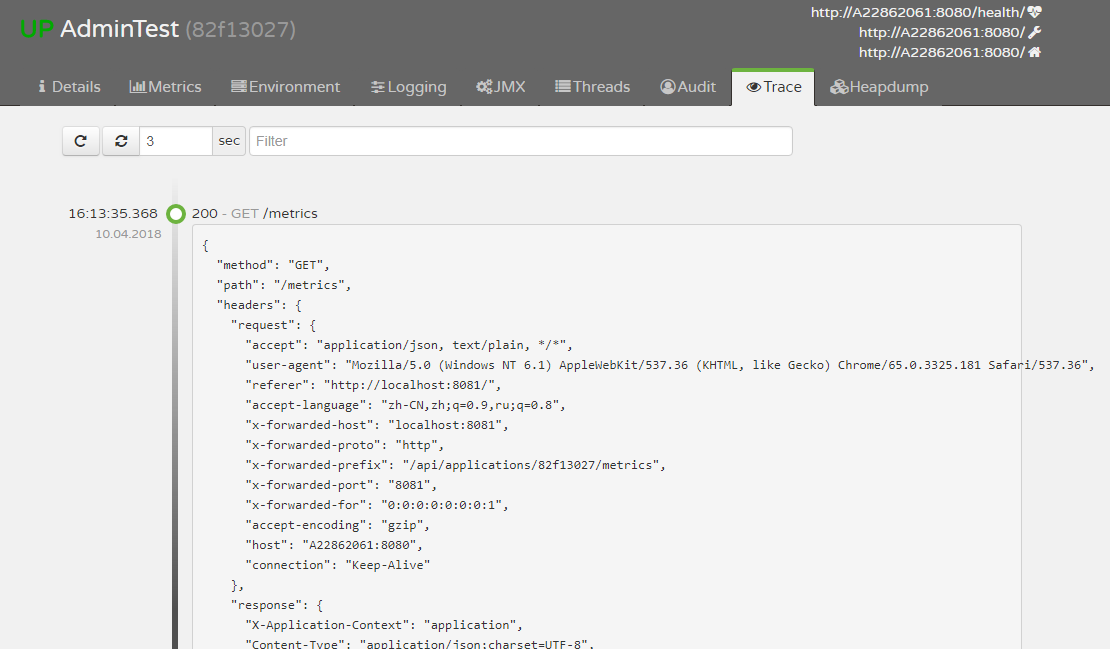 UP AdminTest (82f13027)
http://A22862061:8080/health/
http://A22862061:8080/
http://A22862061:8080/
Details Metrics Environment Logging JMX Threads Audit Trace Heapdump
3 sec Filter
16:13:35.368 200 - GET /metrics
10.04.2018
{
"method": "GET",
"path": "/metrics",
"headers": {
"request": {
"accept": "application/json, text/plain, */*",
"user-agent": "Mozilla/5.0 (Windows NT 6.1) AppleWebKit/537.36 (KHTML, like Gecko) Chrome/65.0.3325.181 Safari/537.36",
"referer": "http://localhost:8081/",
"accept-language": "zh-CN,zh;q=0.9,ru;q=0.8",
"x-forwarded-host": "localhost:8081",
"x-forwarded-proto": "http",
"x-forwarded-prefix": "/api/applications/82f13027/metrics",
"x-forwarded-port": "8081",
"x-forwarded-for": "0:0:0:0:0:0:0:1",
"accept-encoding": "gzip",
"host": "A22862061:8080",
"connection": "Keep-Alive"
},
"response": {
"X-Application-Context": "application",
"Content-Type": "application/json;charset=UTF-8",